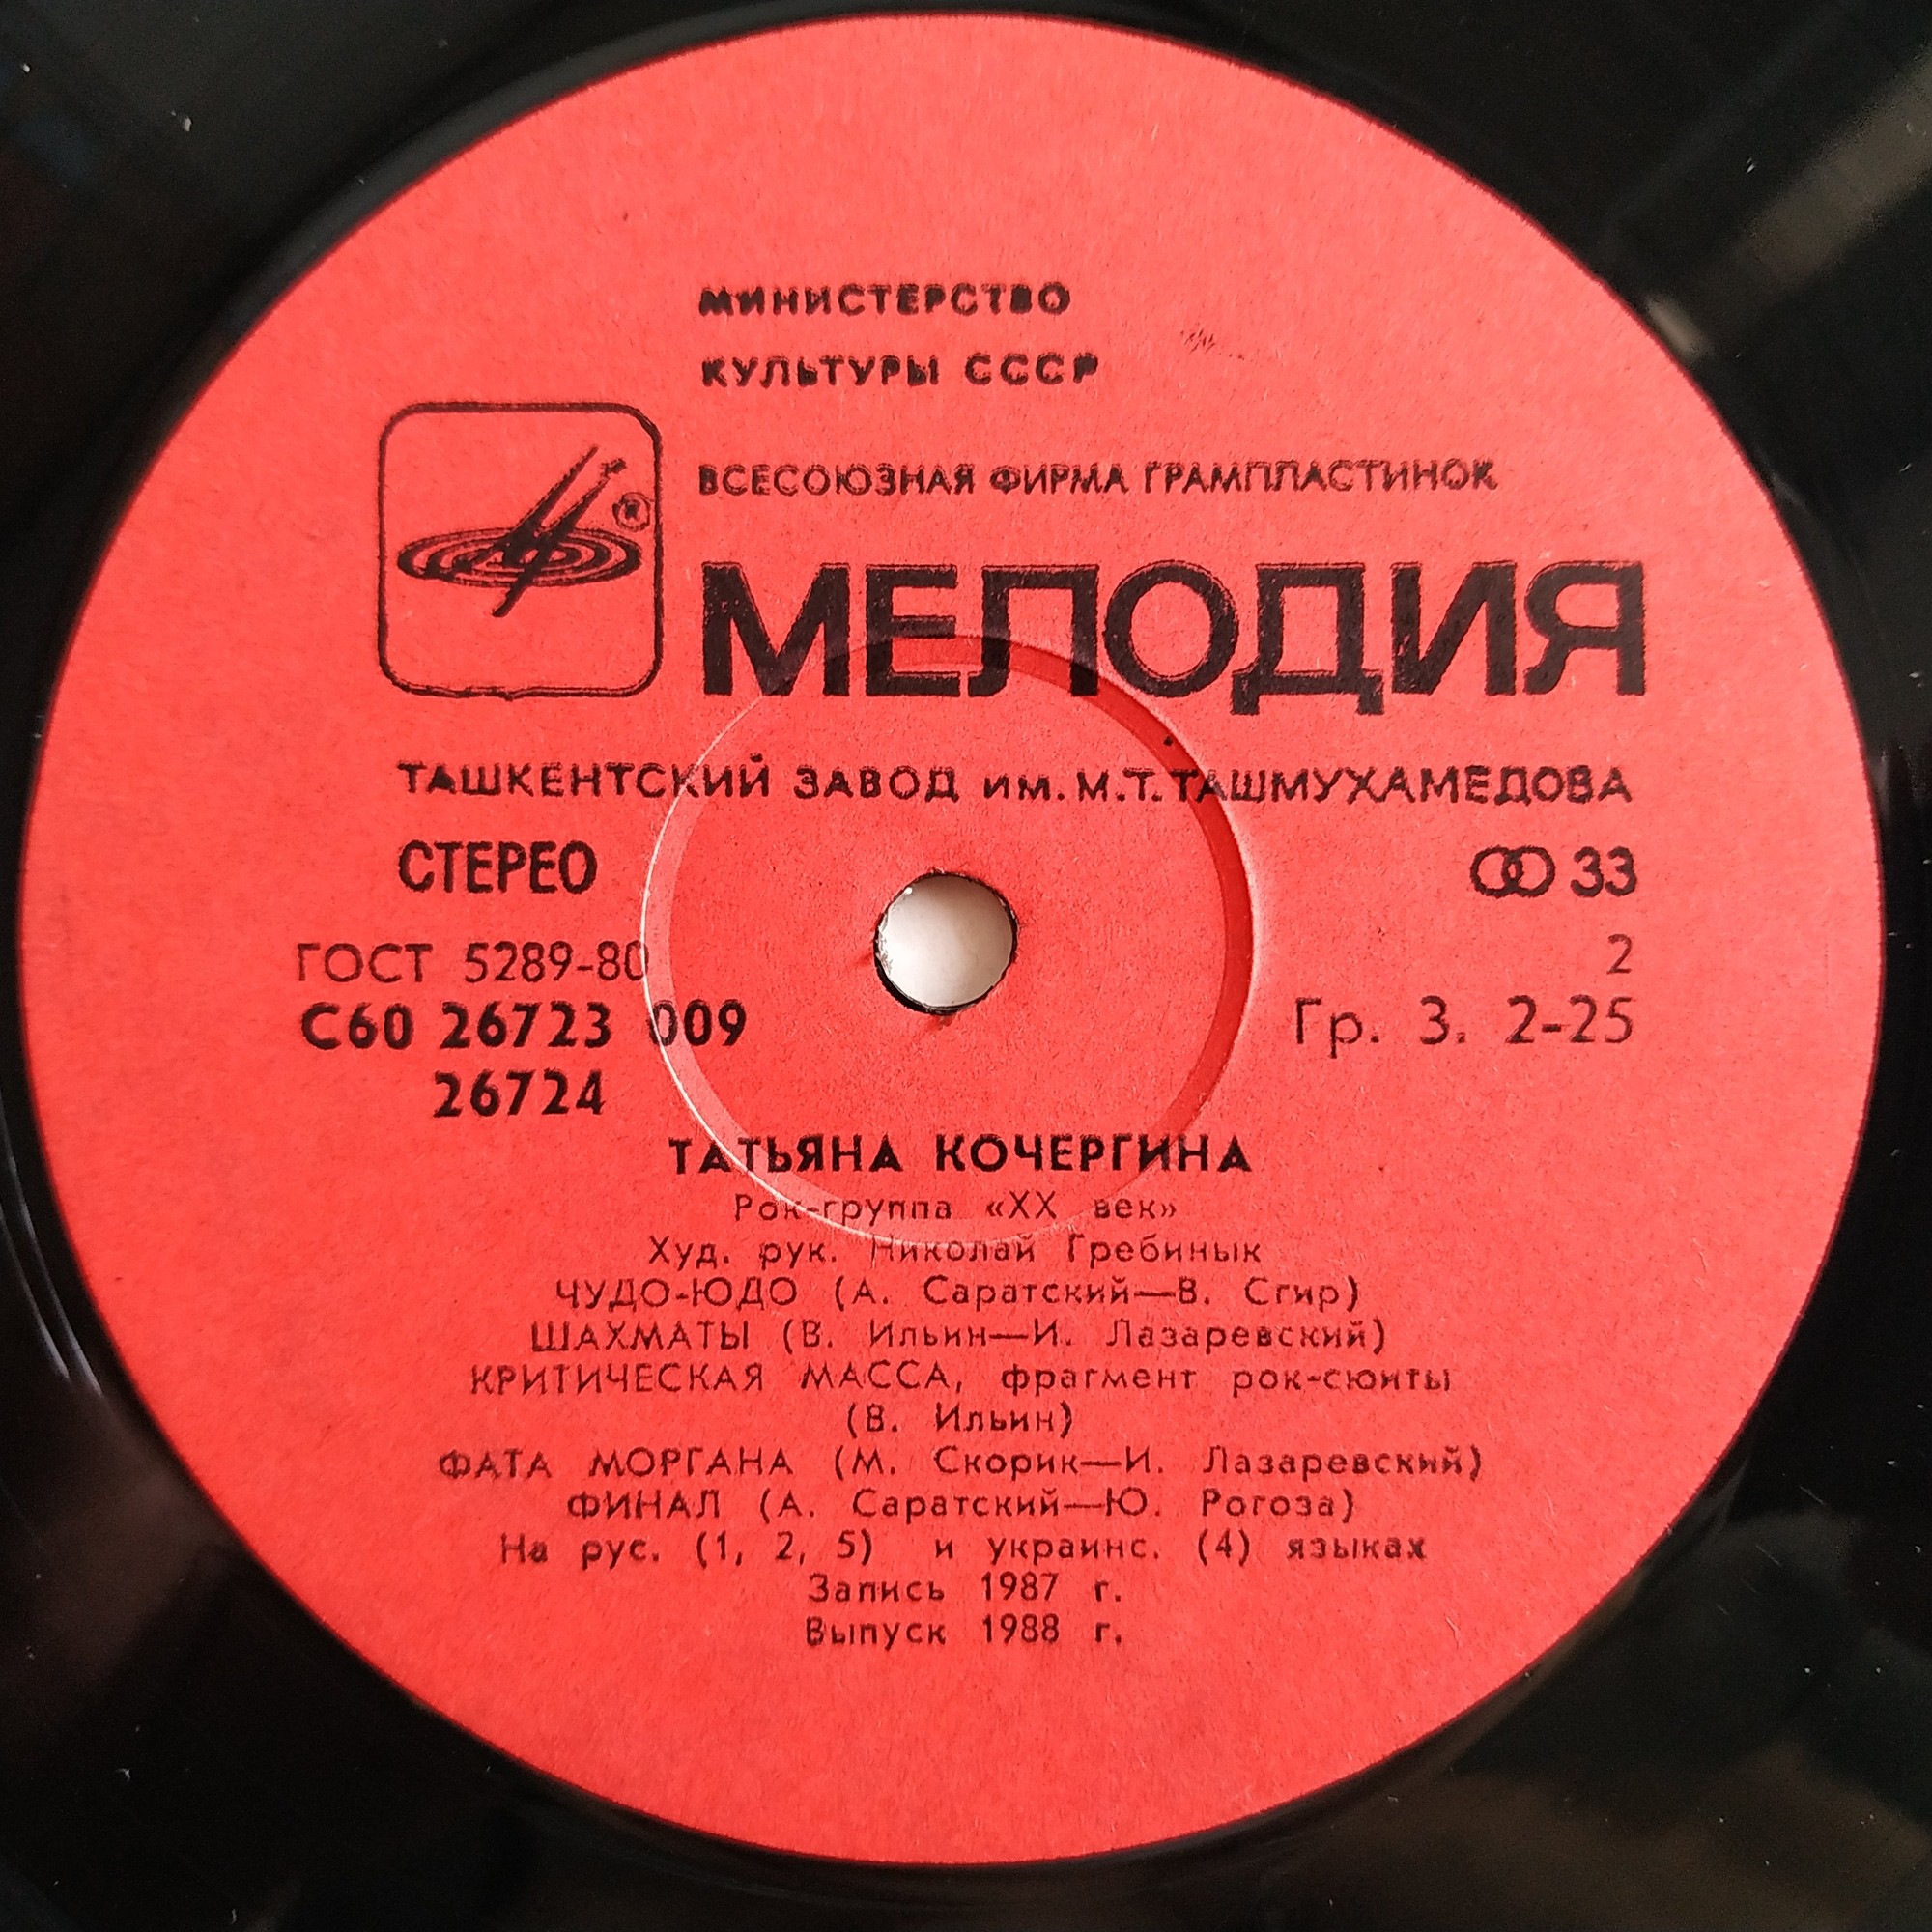 МИНИСТЕРСТВО
КУЛЬТУРЫ СССР
ВСЕСОЮЗНАЯ ФИРМА ГРАМПЛАСТИНОК
®
МЕЛОДИЯ
ТАШКЕНТСКИЙ ЗАВОД им. М.Т. ТАШМУХАМЕДОВА
СТЕРЕО 33
ГОСТ 5289-80 2
С60 26723 009 Гр. 3. 2-25
26724
ТАТЬЯНА КОЧЕРГИНА
Рок-группа «XX век»
Худ. рук. Николай Гребинык
ЧУДО-ЮДО (А. Саратский—В. Сгир)
ШАХМАТЫ (В. Ильин—И. Лазаревский)
КРИТИЧЕСКАЯ МАССА, фрагмент рок-сюиты
(В. Ильин)
ФАТА МОРГАНА (М. Скорик—И. Лазаревский)
ФИНАЛ (А. Саратский—Ю. Рогоза)
На рус. (1, 2, 5) и украинс. (4) языках
Запись 1987 г.
Выпуск 1988 г.